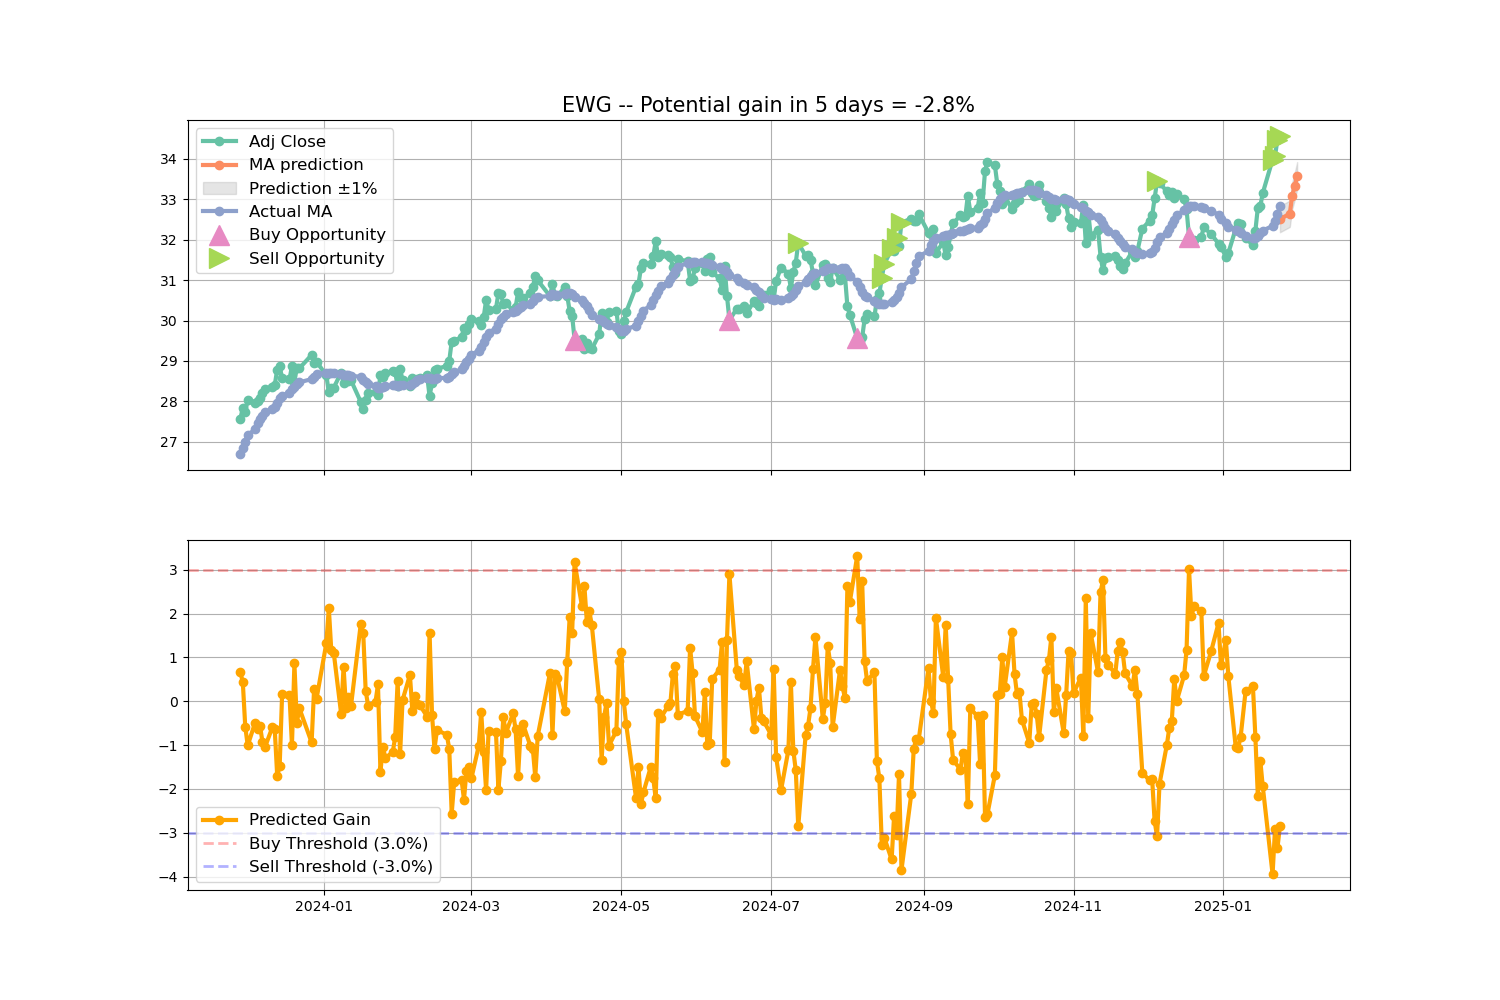 EWG -- Potential gain in 5 days = -2.8%
Adj Close
MA prediction
Prediction ±1%
Actual MA
Buy Opportunity
Sell Opportunity
34
33
32
31
30
29
28
27
3
2
1
0
−1
−2
−3
−4
Predicted Gain
Buy Threshold (3.0%)
Sell Threshold (-3.0%)
2024-01
2024-03
2024-05
2024-07
2024-09
2024-11
2025-01